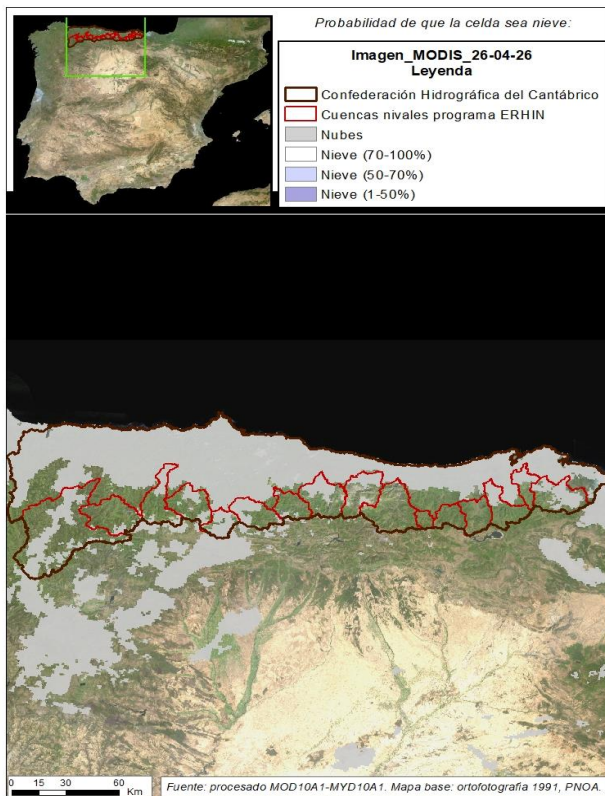 Probabilidad de que la celda sea nieve:
Imagen_MODIS_26-04-26
Leyenda
Confederación Hidrográfica del Cantábrico
Cuencas nivales programa ERHIN
Nubes
Nieve (70-100%)
Nieve (50-70%)
Nieve (1-50%)
0 15 30 60
Km
Fuente: procesado MOD10A1-MYD10A1. Mapa base: ortofotografia 1991, PNOA.